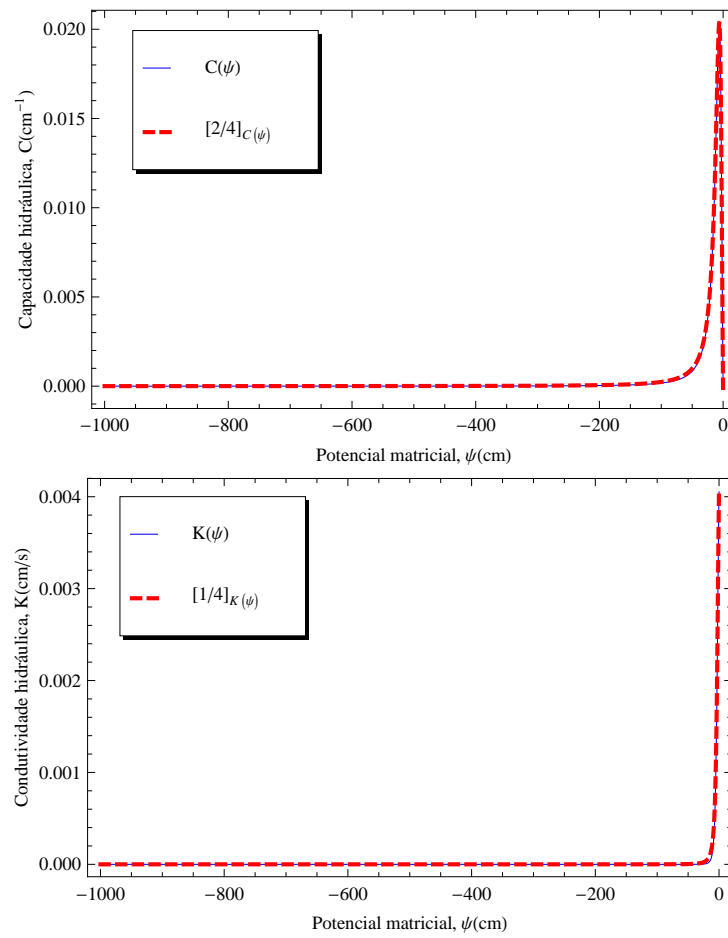 0.020
0.015
0.010
0.005
0.000
Capacidade hidráulica, C(cm⁻¹)
C(ψ)
[2/4]C(ψ)
−1000 −800 −600 −400 −200 0
Potencial matricial, ψ(cm)
0.004
0.003
0.002
0.001
0.000
Condutividade hidráulica, K(cm/s)
K(ψ)
[1/4]K(ψ)
−1000 −800 −600 −400 −200 0
Potencial matricial, ψ(cm)